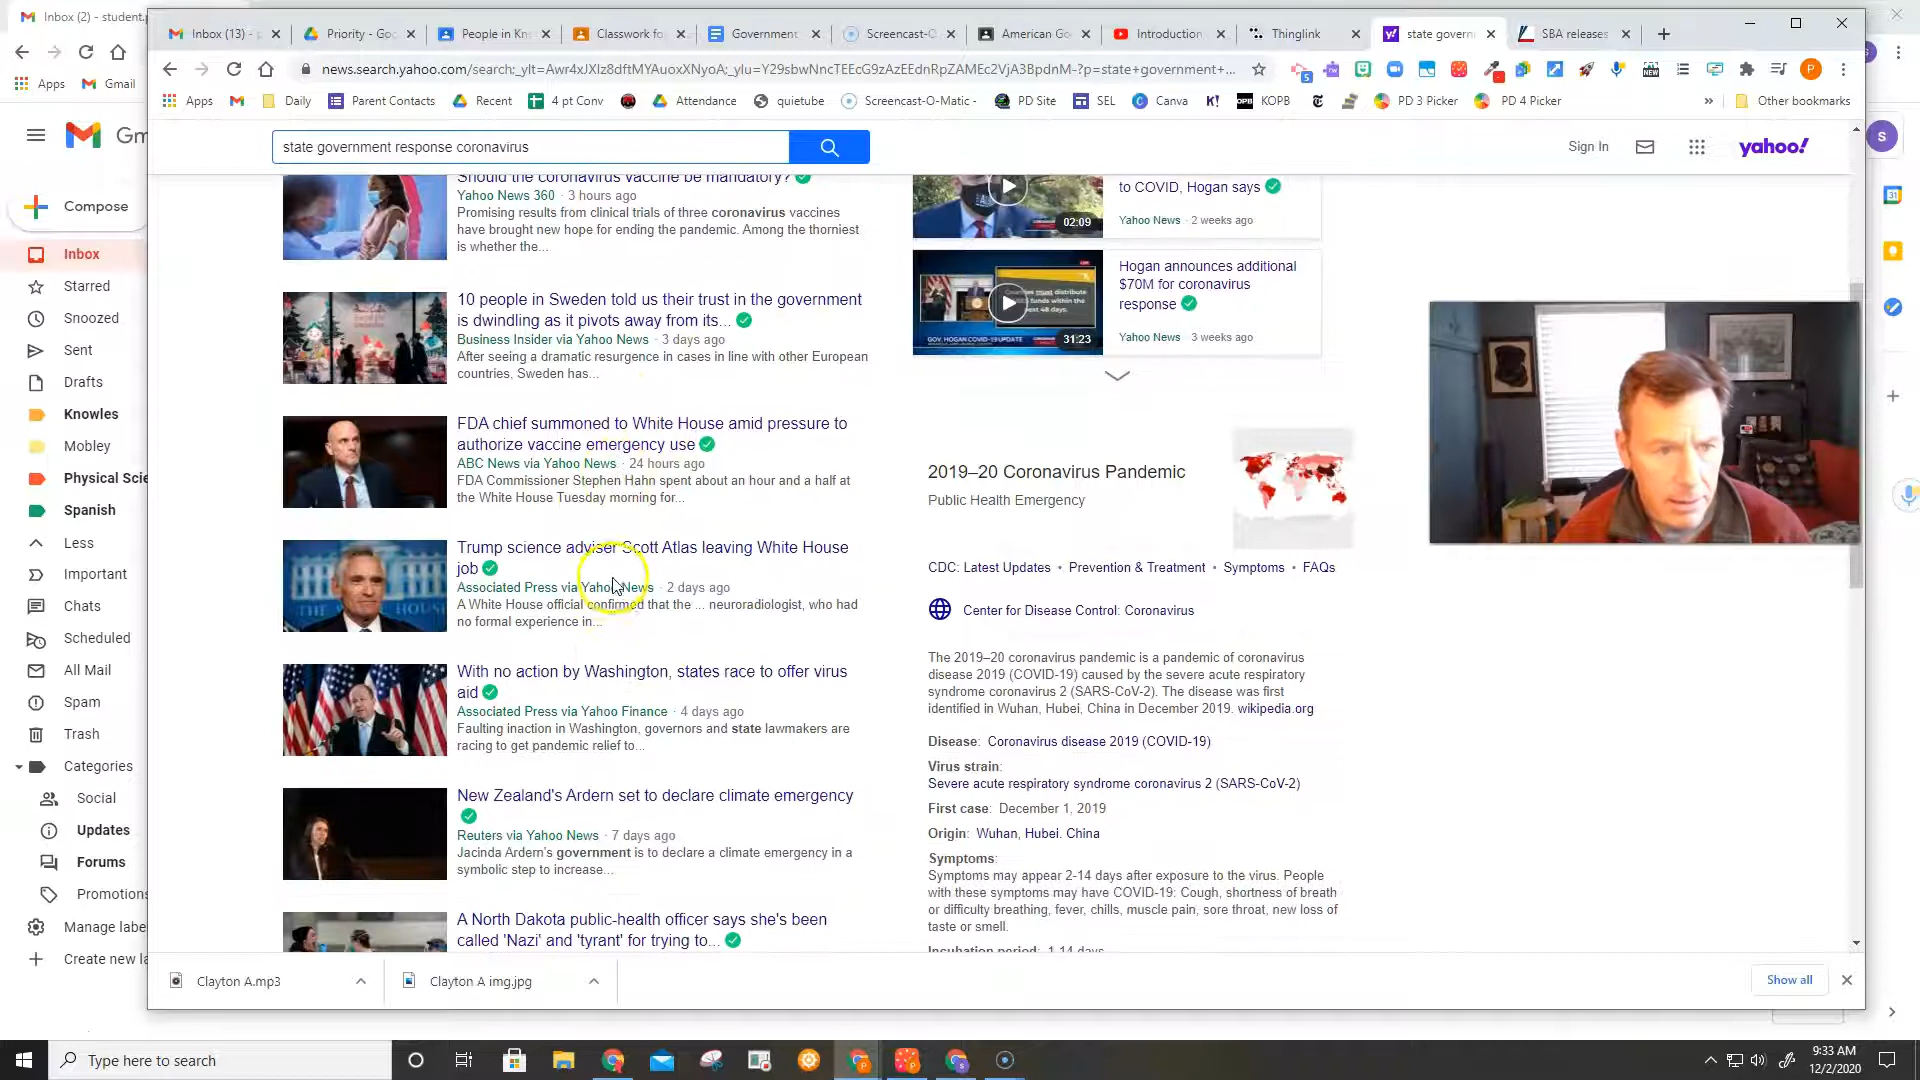 Inbox (2) - student.p
Inbox (13) - p
Priority - Goo
People in Kn
Classwork fo
Government
Screencast-O
American Go
Introduction
Thinglink
state govern
SBA releases
news.search.yahoo.com/search;_ylt=Awr4xJXIz8dftMYAuoxXNyoA;_ylu=Y29sbwNncTEEcG9zAzEEdnRpZAMEc2VjA3BpdnM-?p=state+government+...
Apps
Gmail
Apps
Daily
Parent Contacts
Recent
4 pt Conv
Attendance
quietube
Screencast-O-Matic -
PD Site
SEL
Canva
KOPB
PD 3 Picker
PD 4 Picker
Other bookmarks
Gm
state government response coronavirus
Sign In
yahoo!
S
Compose
Inbox
Starred
Snoozed
Sent
Drafts
Knowles
Mobley
Physical Scie
Spanish
Less
Important
Chats
Scheduled
All Mail
Spam
Trash
Categories
Social
Updates
Forums
Promotions
Manage labe
Create new la
Should the coronavirus vaccine be mandatory?
Yahoo News 360 · 3 hours ago
Promising results from clinical trials of three coronavirus vaccines
have brought new hope for ending the pandemic. Among the thorniest
is whether the...
10 people in Sweden told us their trust in the government
is dwindling as it pivots away from its...
Business Insider via Yahoo News · 3 days ago
After seeing a dramatic resurgence in cases in line with other European
countries, Sweden has...
FDA chief summoned to White House amid pressure to
authorize vaccine emergency use
ABC News via Yahoo News · 24 hours ago
FDA Commissioner Stephen Hahn spent about an hour and a half at
the White House Tuesday morning for...
Trump science adviser Scott Atlas leaving White House
job
Associated Press via Yahoo News · 2 days ago
A White House official confirmed that the ... neuroradiologist, who had
no formal experience in...
With no action by Washington, states race to offer virus
aid
Associated Press via Yahoo Finance · 4 days ago
Faulting inaction in Washington, governors and state lawmakers are
racing to get pandemic relief to...
New Zealand's Ardern set to declare climate emergency
Reuters via Yahoo News · 7 days ago
Jacinda Ardern's government is to declare a climate emergency in a
symbolic step to increase...
A North Dakota public-health officer says she's been
called 'Nazi' and 'tyrant' for trying to...
02:09
to COVID, Hogan says
Yahoo News · 2 weeks ago
31:23
Hogan announces additional
$70M for coronavirus
response
Yahoo News · 3 weeks ago
2019–20 Coronavirus Pandemic
Public Health Emergency
CDC: Latest Updates · Prevention & Treatment · Symptoms · FAQs
Center for Disease Control: Coronavirus
The 2019–20 coronavirus pandemic is a pandemic of coronavirus
disease 2019 (COVID-19) caused by the severe acute respiratory
syndrome coronavirus 2 (SARS-CoV-2). The disease was first
identified in Wuhan, Hubei, China in December 2019. wikipedia.org
Disease: Coronavirus disease 2019 (COVID-19)
Virus strain:
Severe acute respiratory syndrome coronavirus 2 (SARS-CoV-2)
First case: December 1, 2019
Origin: Wuhan, Hubei. China
Symptoms:
Symptoms may appear 2-14 days after exposure to the virus. People
with these symptoms may have COVID-19: Cough, shortness of breath
or difficulty breathing, fever, chills, muscle pain, sore throat, new loss of
taste or smell.
Incubation period: 1-14 days
Clayton A.mp3
Clayton A img.jpg
Show all
Type here to search
9:33 AM
12/2/2020